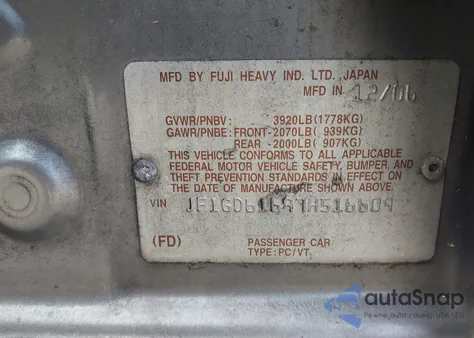 MFD BY FUJI HEAVY IND. LTD. JAPAN
MFD IN 12/06
GVWR/PNBV: 3920LB(1778KG)
GAWR/PNBE: FRONT-2070LB( 939KG)
REAR -2000LB( 907KG)
THIS VEHICLE CONFORMS TO ALL APPLICABLE
FEDERAL MOTOR VEHICLE SAFETY, BUMPER, AND
THEFT PREVENTION STANDARDS IN EFFECT ON
THE DATE OF MANUFACTURE SHOWN ABOVE.
VIN
(FD) PASSENGER CAR
TYPE: PC/VT
autoSnap